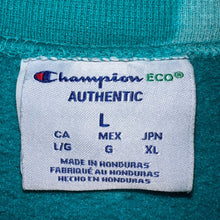 Champion ECO®
AUTHENTIC
L
CA MEX JPN
L/G G XL
MADE IN HONDURAS
FABRIQUÉ AU HONDURAS
HECHO EN HONDURAS